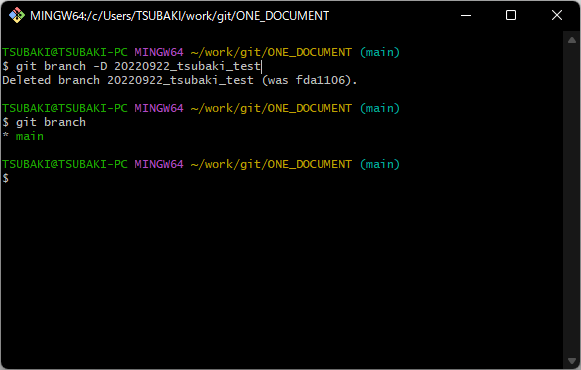 MINGW64:/c/Users/TSUBAKI/work/git/ONE_DOCUMENT
TSUBAKI@TSUBAKI-PC MINGW64 ~/work/git/ONE_DOCUMENT (main)
$ git branch -D 20220922_tsubaki_test
Deleted branch 20220922_tsubaki_test (was fda1106).
TSUBAKI@TSUBAKI-PC MINGW64 ~/work/git/ONE_DOCUMENT (main)
$ git branch
* main
TSUBAKI@TSUBAKI-PC MINGW64 ~/work/git/ONE_DOCUMENT (main)
$